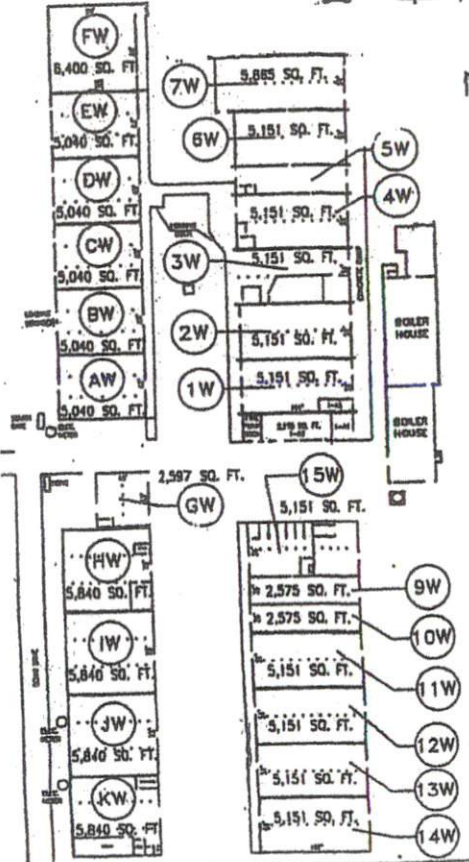 FW
6,400 SQ. FT
EW
5,040 SQ. FT.
DW
5,040 SQ. FT.
CW
5,040 SQ. FT.
BW
5,040 SQ. FT.
AW
5,040 SQ. FT.
7W
5,665 SQ. FT.
6W
5,151 SQ. FT.
5W
4W
5,151 SQ. FT.
3W
5,151 SQ. FT.
2W
5,151 SQ. FT.
1W
5,151 SQ. FT.
BOILER
HOUSE
BOILER
HOUSE
2,597 SQ. FT.
GW
HW
5,840 SQ. FT.
IW
5,840 SQ. FT.
JW
5,840 SQ. FT.
KW
5,840 SQ. FT
15W
5,151 SQ. FT.
9W
2,575 SQ. FT.
10W
2,575 SQ. FT.
11W
5,151 SQ. FT.
12W
5,151 SQ. FT.
13W
5,151 SQ. FT.
14W
5,151 SQ. FT.